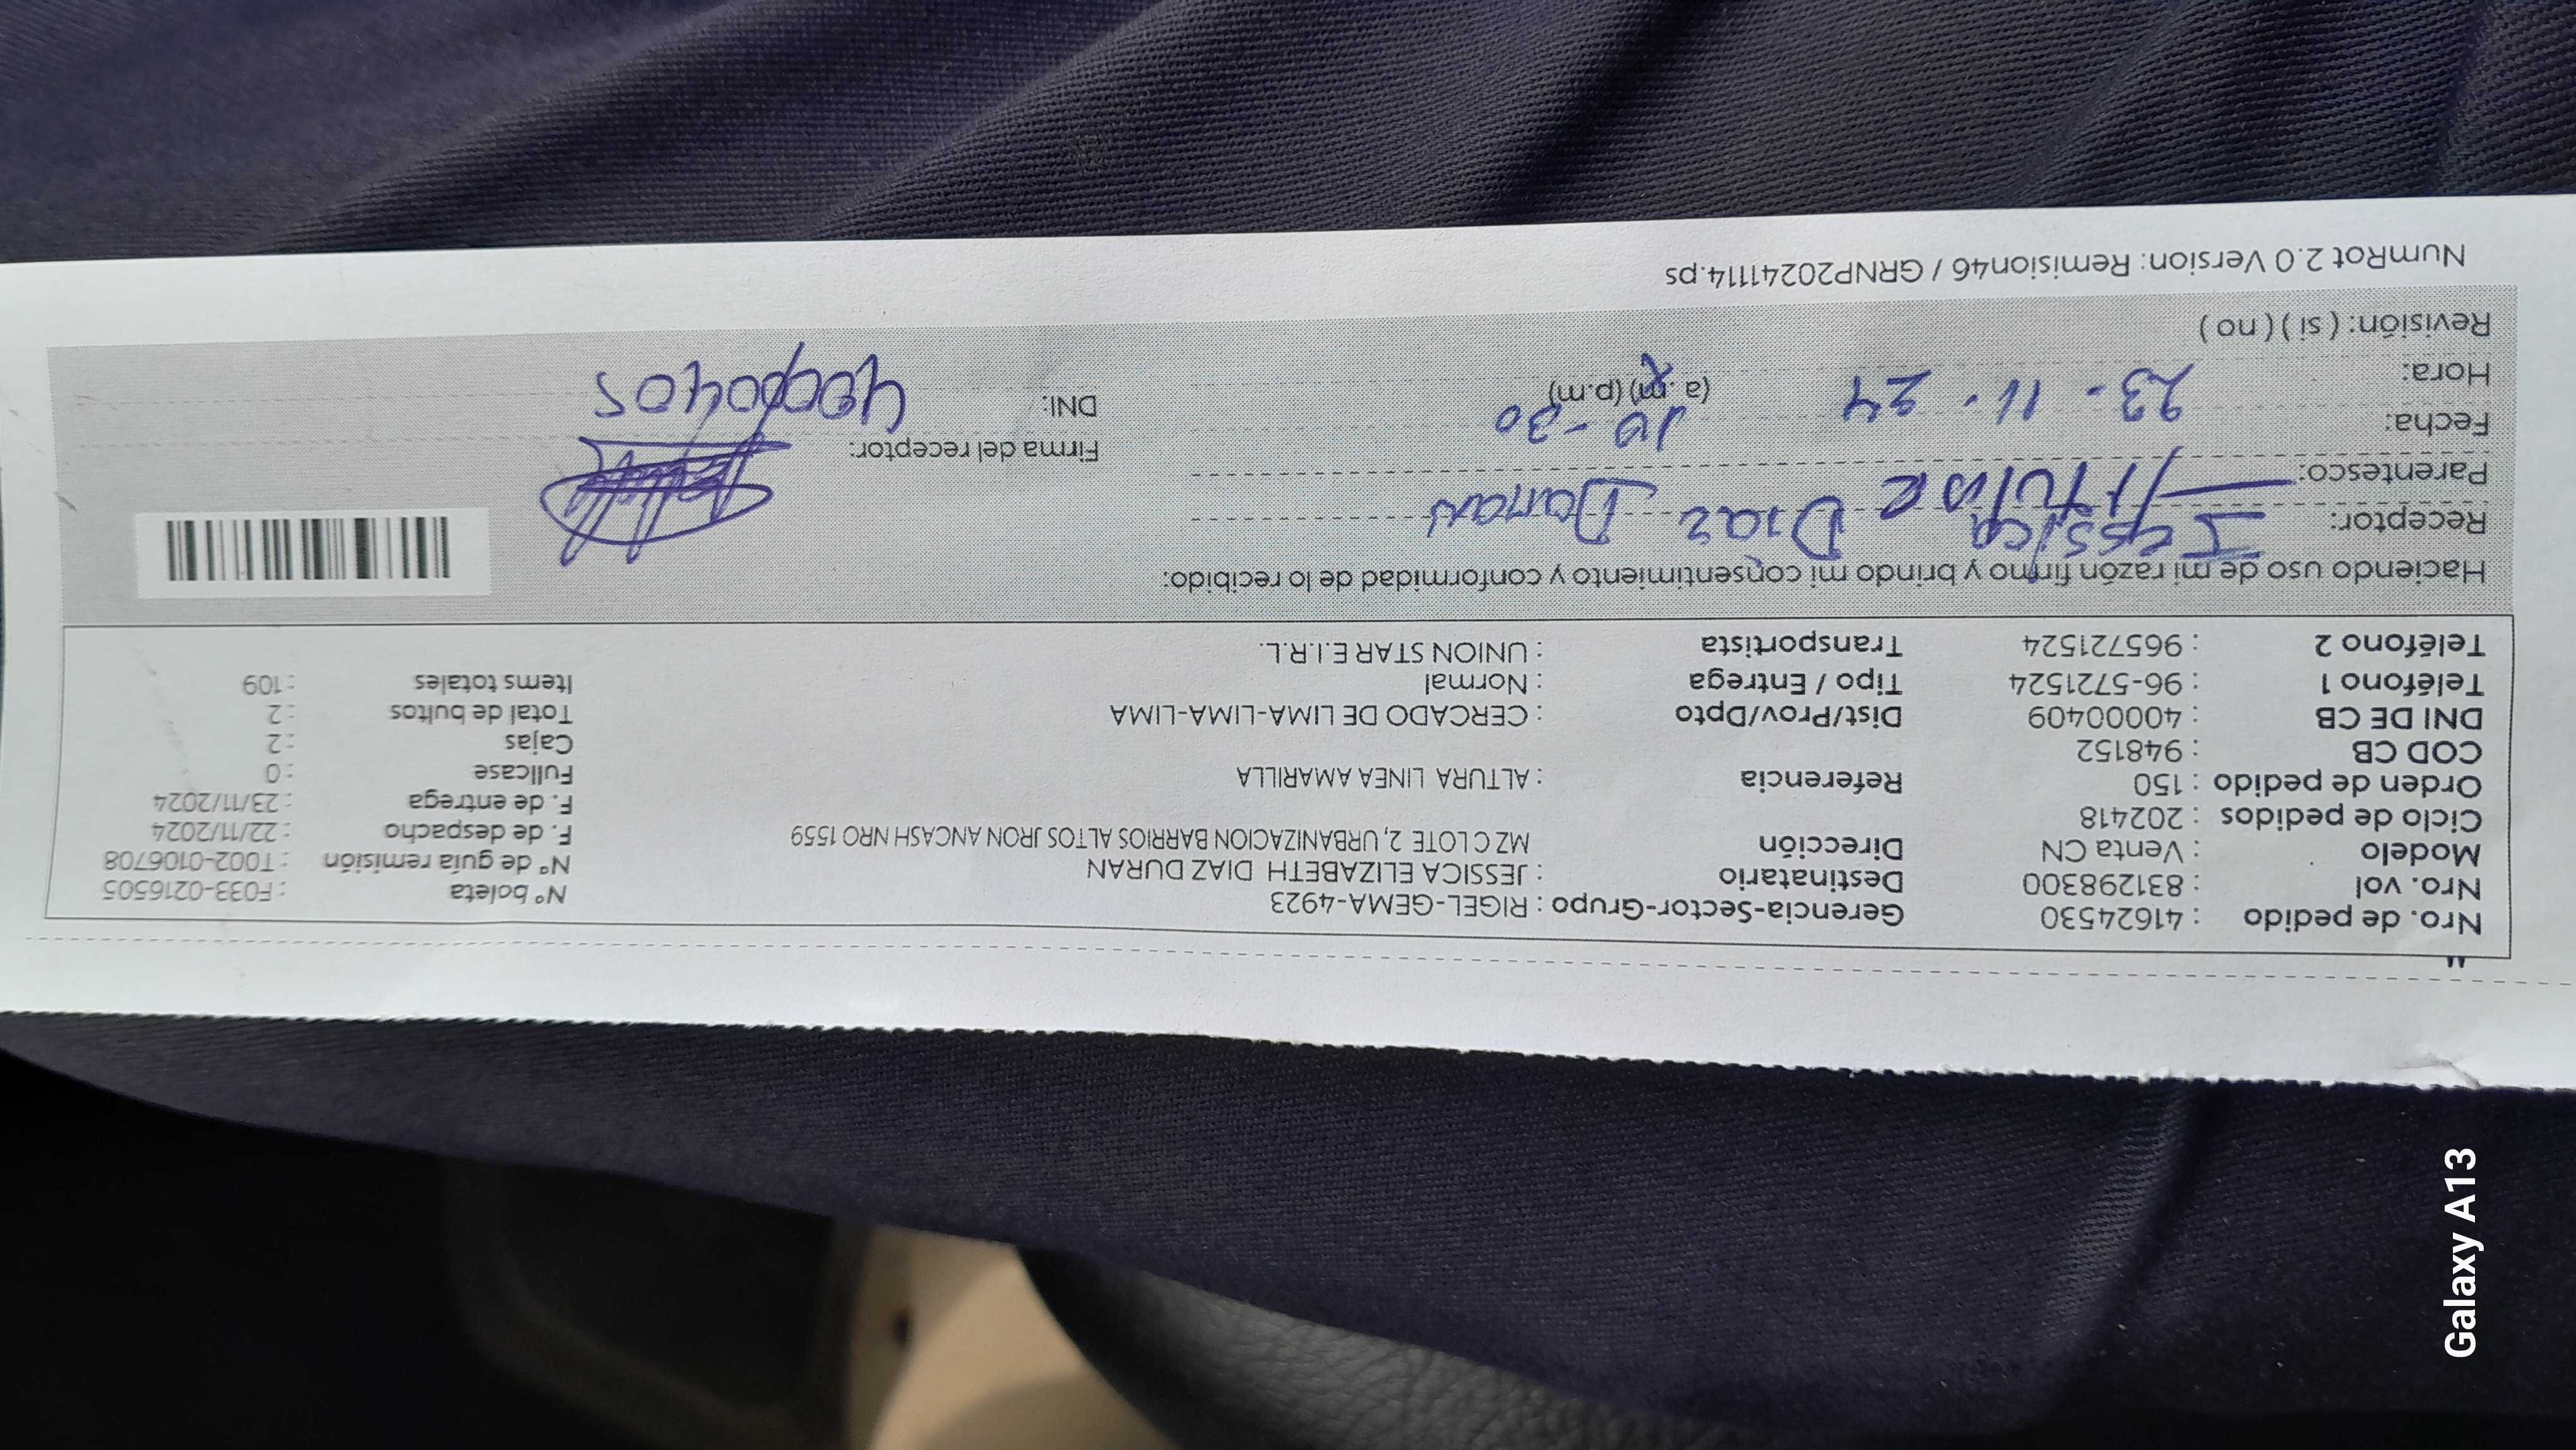 Nro. de pedido : 41624530 Gerencia-Sector-Grupo : RIGEL-GEMA-4923 N° boleta : F033-0216505
Nro. vol : 831298300 Destinatario : JESSICA ELIZABETH DIAZ DURAN N° de guía remisión : T002-0106708
Modelo : Venta CN Dirección MZ C LOTE 2, URBANIZACION BARRIOS ALTOS JRON ANCASH NRO 1559 F. de despacho : 22/11/2024
Ciclo de pedidos : 202418 F. de entrega : 23/11/2024
Orden de pedido : 150 Referencia : ALTURA LINEA AMARILLA Fullcase : 0
COD CB : 948152 Cajas : 2
DNI DE CB : 40000409 Dist/Prov/Dpto : CERCADO DE LIMA-LIMA-LIMA Total de bultos : 2
Teléfono 1 : 96-5721524 Tipo / Entrega : Normal Items totales : 109
Teléfono 2 : 965721524 Transportista : UNION STAR E.I.R.L.
Haciendo uso de mi razón firmo y brindo mi consentimiento y conformidad de lo recibido:
Receptor: Jessica Diaz
Parentesco: Titular Firma del receptor:
Fecha: 23-11-24 10-30
Hora: (a.m) (p.m) DNI:
Revisión: ( si ) ( no )
NumRot 2.0 Version: Remision46 / GRNP20241114.ps
Galaxy A13